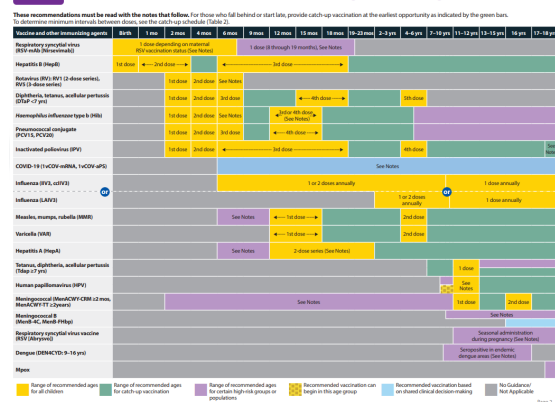 These recommendations must be read with the notes that follow. For those who fall behind or start late, provide catch-up vaccination at the earliest opportunity as indicated by the green bars.
To determine minimum intervals between doses, see the catch-up schedule (Table 2).
Vaccine and other immunizing agents Birth 1 mo 2 mos 4 mos 6 mos 9 mos 12 mos 15 mos 18 mos 19–23 mos 2–3 yrs 4–6 yrs 7–10 yrs 11–12 yrs 13–15 yrs 16 yrs 17–18 yrs
Respiratory syncytial virus
(RSV-mAb [Nirsevimab])
1 dose depending on maternal
RSV vaccination status (See Notes)
1 dose (8 through 19 months), See Notes
Hepatitis B (HepB) 1st dose 2nd dose 3rd dose
Rotavirus (RV): RV1 (2-dose series),
RV5 (3-dose series)
1st dose 2nd dose See Notes
Diphtheria, tetanus, acellular pertussis
(DTaP <7 yrs)
1st dose 2nd dose 3rd dose 4th dose 5th dose
Haemophilus influenzae type b (Hib)
1st dose 2nd dose See Notes
3rd or 4th dose
(See Notes)
Pneumococcal conjugate
(PCV15, PCV20)
1st dose 2nd dose 3rd dose 4th dose
Inactivated poliovirus (IPV) 1st dose 2nd dose 3rd dose 4th dose See
Notes
COVID-19 (1vCOV-mRNA, 1vCOV-aPS) See Notes
Influenza (IIV3, ccIIV3) 1 or 2 doses annually 1 dose annually
or or
Influenza (LAIV3)
1 or 2 doses
annually
1 dose annually
Measles, mumps, rubella (MMR) See Notes 1st dose 2nd dose
Varicella (VAR) 1st dose 2nd dose
Hepatitis A (HepA) See Notes 2-dose series (See Notes)
Tetanus, diphtheria, acellular pertussis
(Tdap ≥7 yrs)
1 dose
Human papillomavirus (HPV)
See
Notes
Meningococcal (MenACWY-CRM ≥2 mos,
MenACWY-TT ≥2years)
See Notes 1st dose 2nd dose
Meningococcal B
(MenB-4C, MenB-FHbp)
See Notes
Respiratory syncytial virus vaccine
(RSV [Abrysvo])
Seasonal administration
during pregnancy (See Notes)
Dengue (DEN4CYD: 9–16 yrs)
Seropositive in endemic
dengue areas (See Notes)
Mpox
Range of recommended ages
for all children
Range of recommended ages
for catch-up vaccination
Range of recommended ages
for certain high-risk groups or
populations
Recommended vaccination can
begin in this age group
Recommended vaccination based
on shared clinical decision-making
No Guidance/
Not Applicable